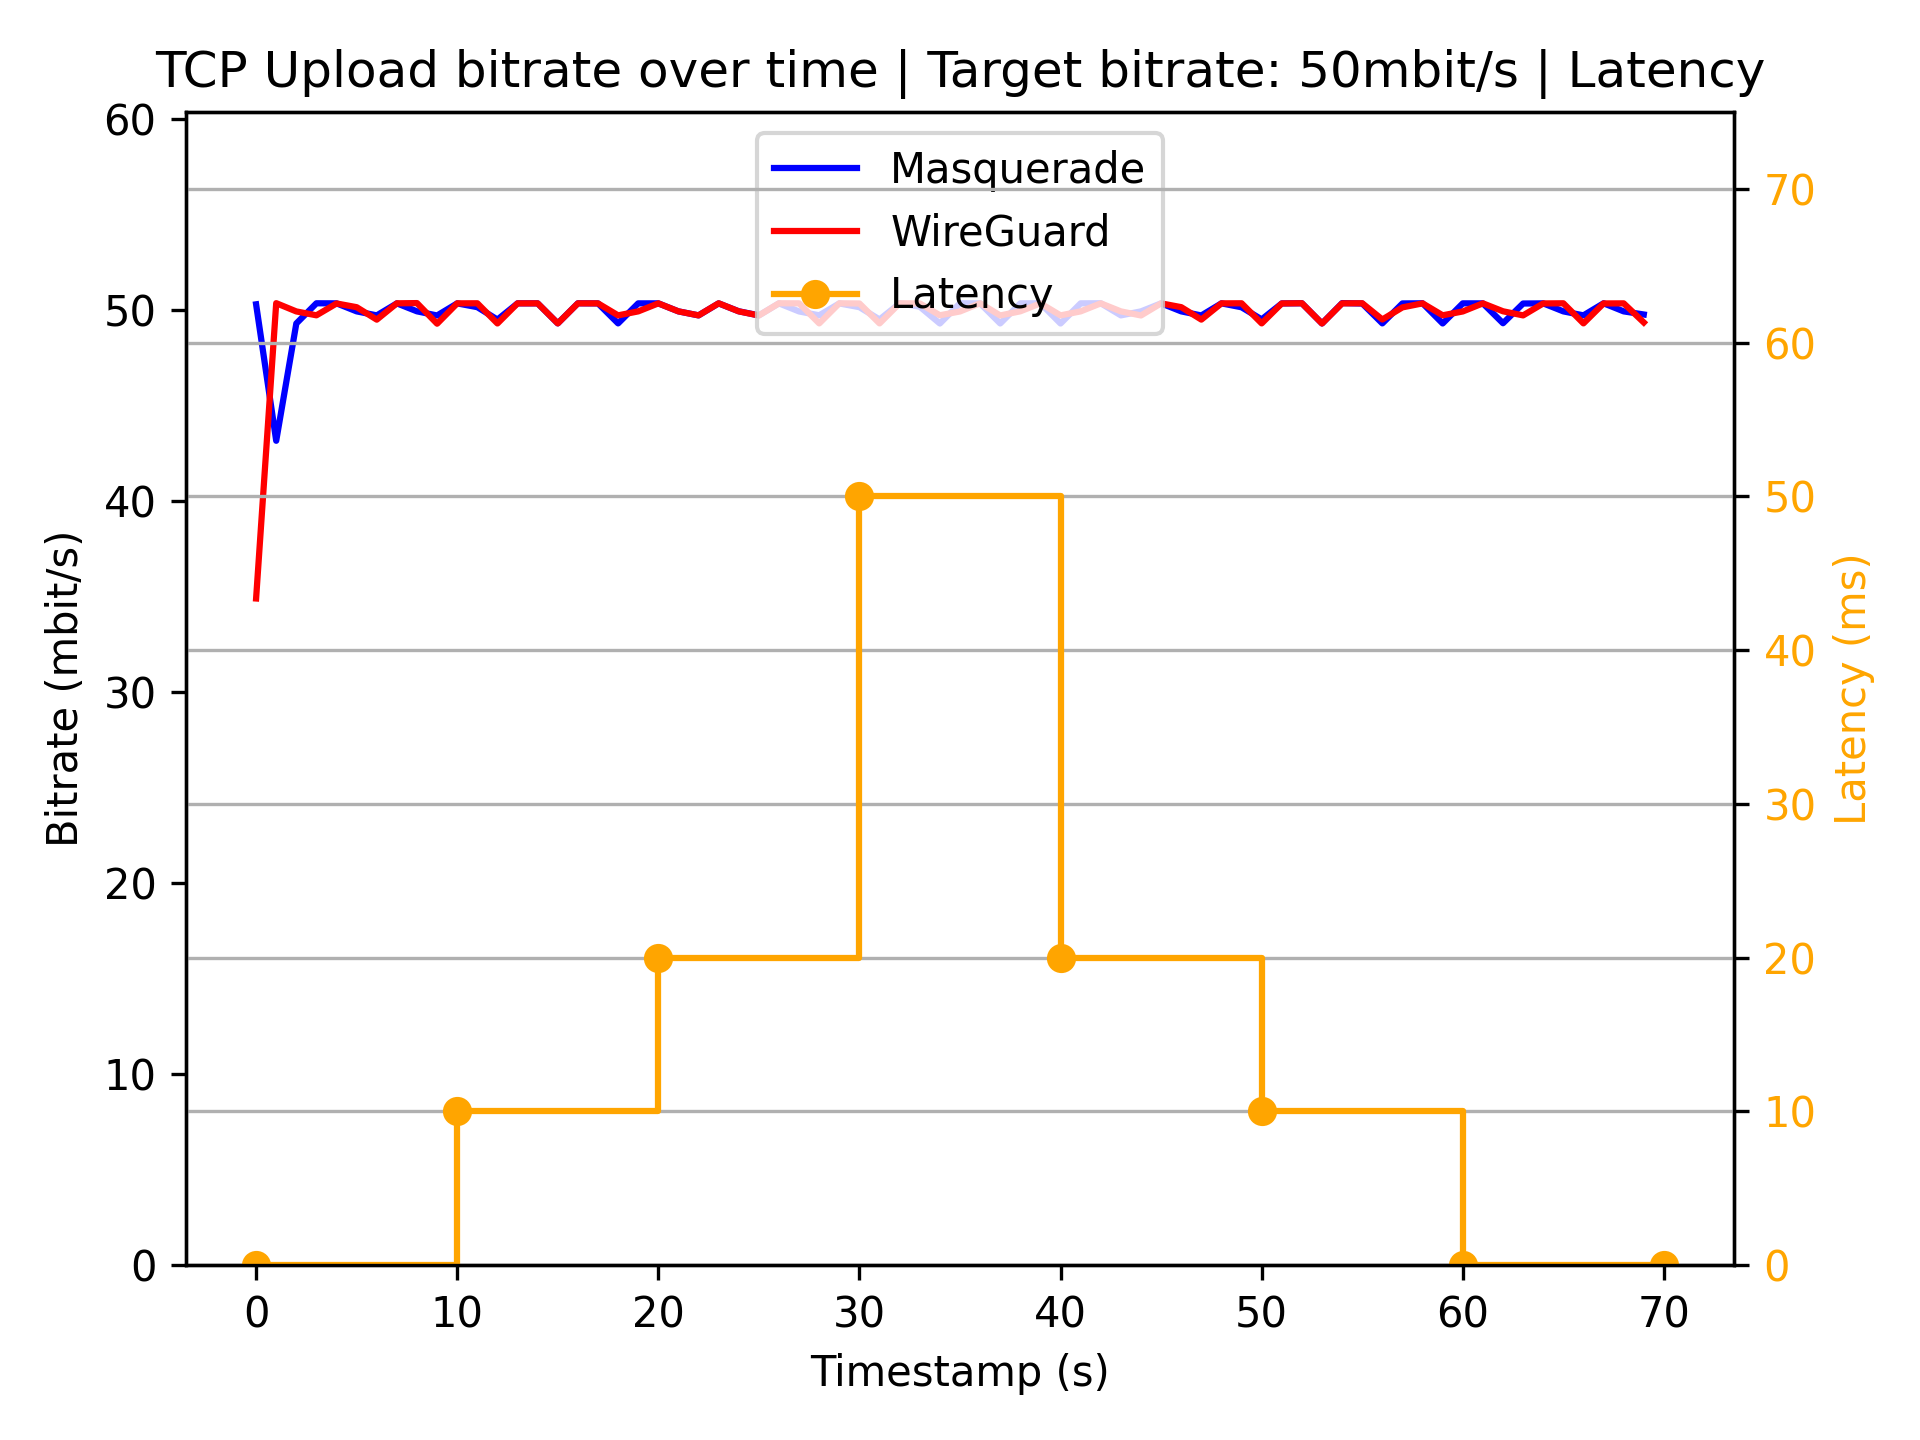 TCP Upload bitrate over time | Target bitrate: 50mbit/s | Latency
Masquerade
WireGuard
Latency
60
50
40
30
20
10
0
Bitrate (mbit/s)
70
60
50
40
30
20
10
0
Latency (ms)
0 10 20 30 40 50 60 70
Timestamp (s)